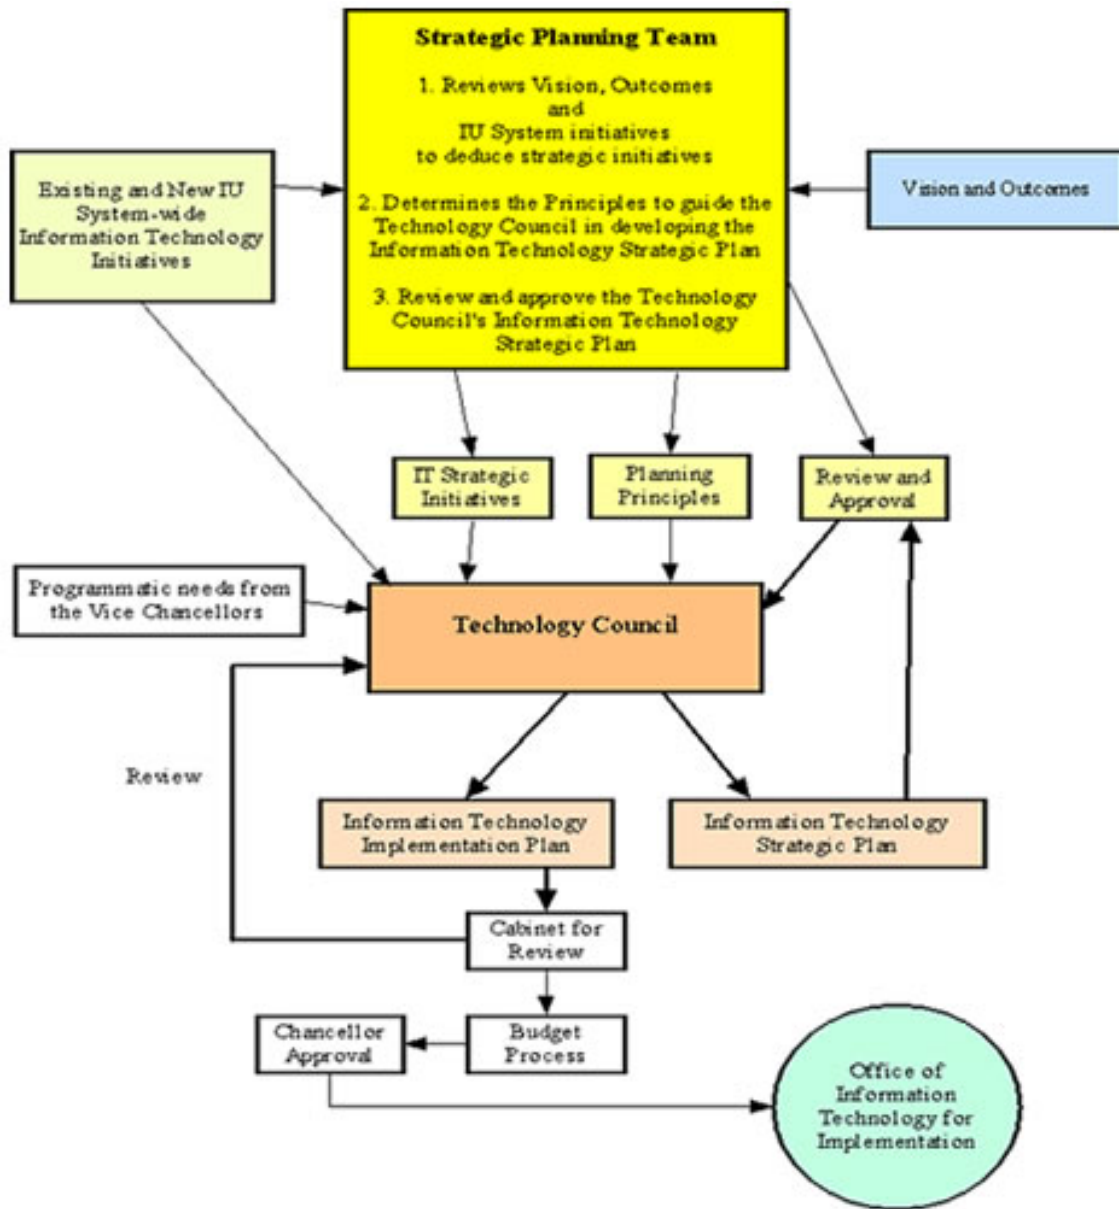 Strategic Planning Team
1. Reviews Vision, Outcomes
and
IU System initiatives
to deduce strategic initiatives
2. Determines the Principles to guide the
Technology Council in developing the
Information Technology Strategic Plan
3. Review and approve the Technology
Council's Information Technology
Strategic Plan
Existing and New IU
System-wide
Information Technology
Initiatives
Vision and Outcomes
IT Strategic
Initiatives
Planning
Principles
Review and
Approval
Programmatic needs from
the Vice Chancellors
Technology Council
Review
Information Technology
Implementation Plan
Information Technology
Strategic Plan
Cabinet for
Review
Budget
Process
Chancellor
Approval
Office of
Information
Technology for
Implementation